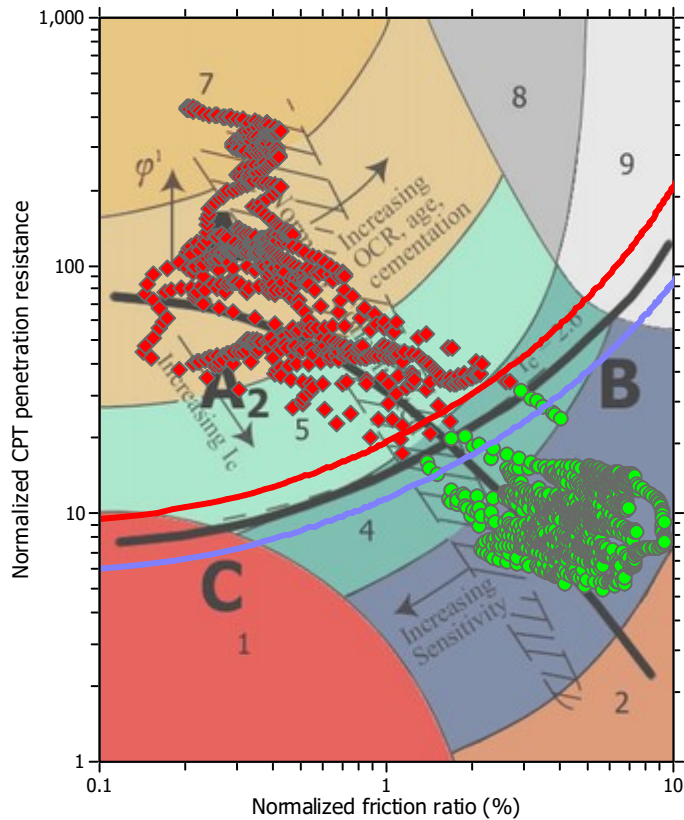 1,000
100
10
1
0.1
1
10
Normalized CPT penetration resistance
Normalized friction ratio (%)
7
8
9
φ¹
Increasing
OCR, age,
cementation
Increasing I c
A 2
5
B
4
C
1
Increasing
Sensitivity
2